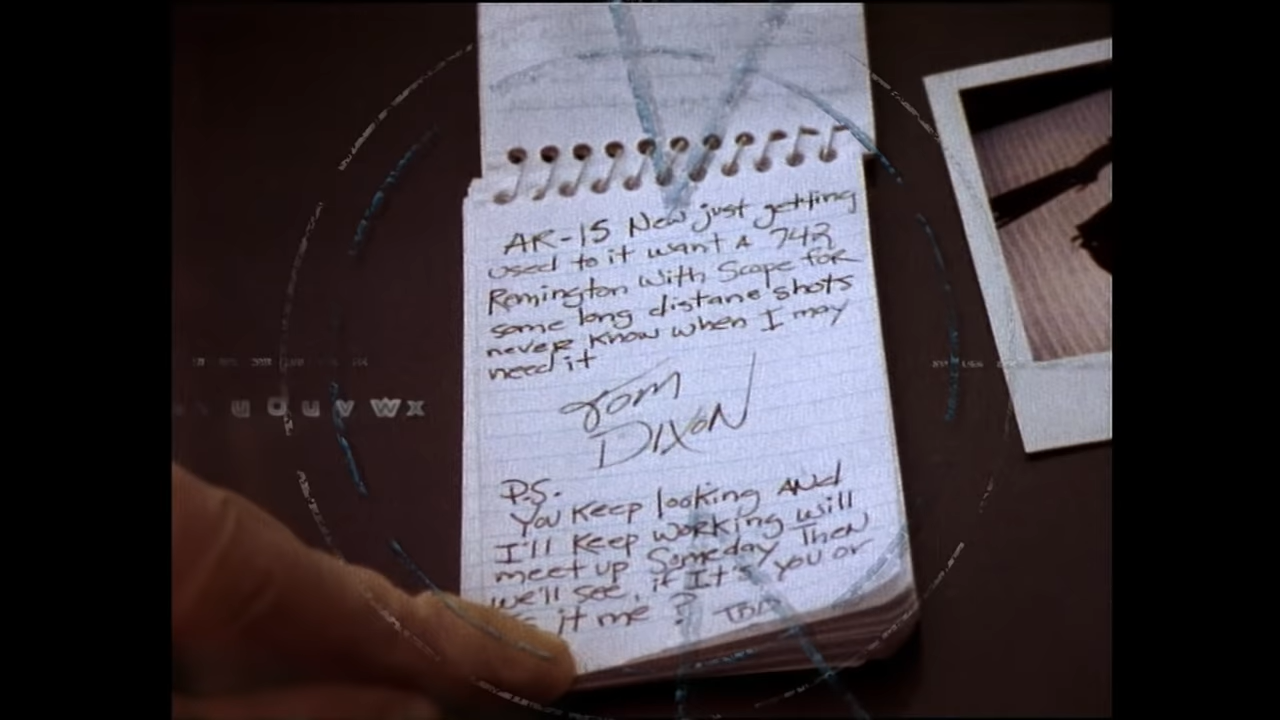 AR-15 New just getting
used to it want A 742
Remington with Scope for
some long distane shots
never know when I may
need it
Tom
DIXON
P.S.
You Keep looking AND
I'll Keep working will
meet up Someday Then
we'll see, if It's you or
it me ?
U O U V W X